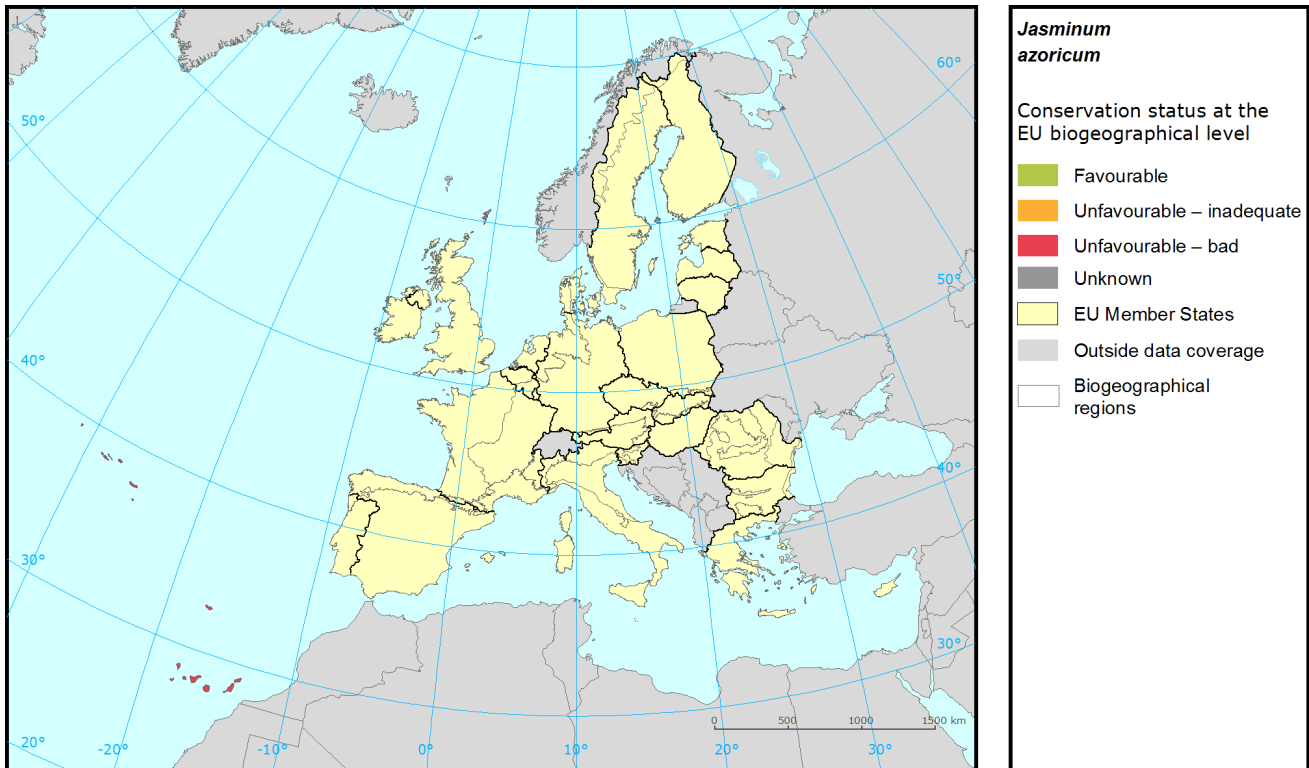 60°
50°
50°
40°
40°
30°
30°
20°
-20°
-10°
0°
10°
20°
30°
0
500
1000
1500 km
Jasminum
azoricum
Conservation status at the
EU biogeographical level
Favourable
Unfavourable – inadequate
Unfavourable – bad
Unknown
EU Member States
Outside data coverage
Biogeographical
regions